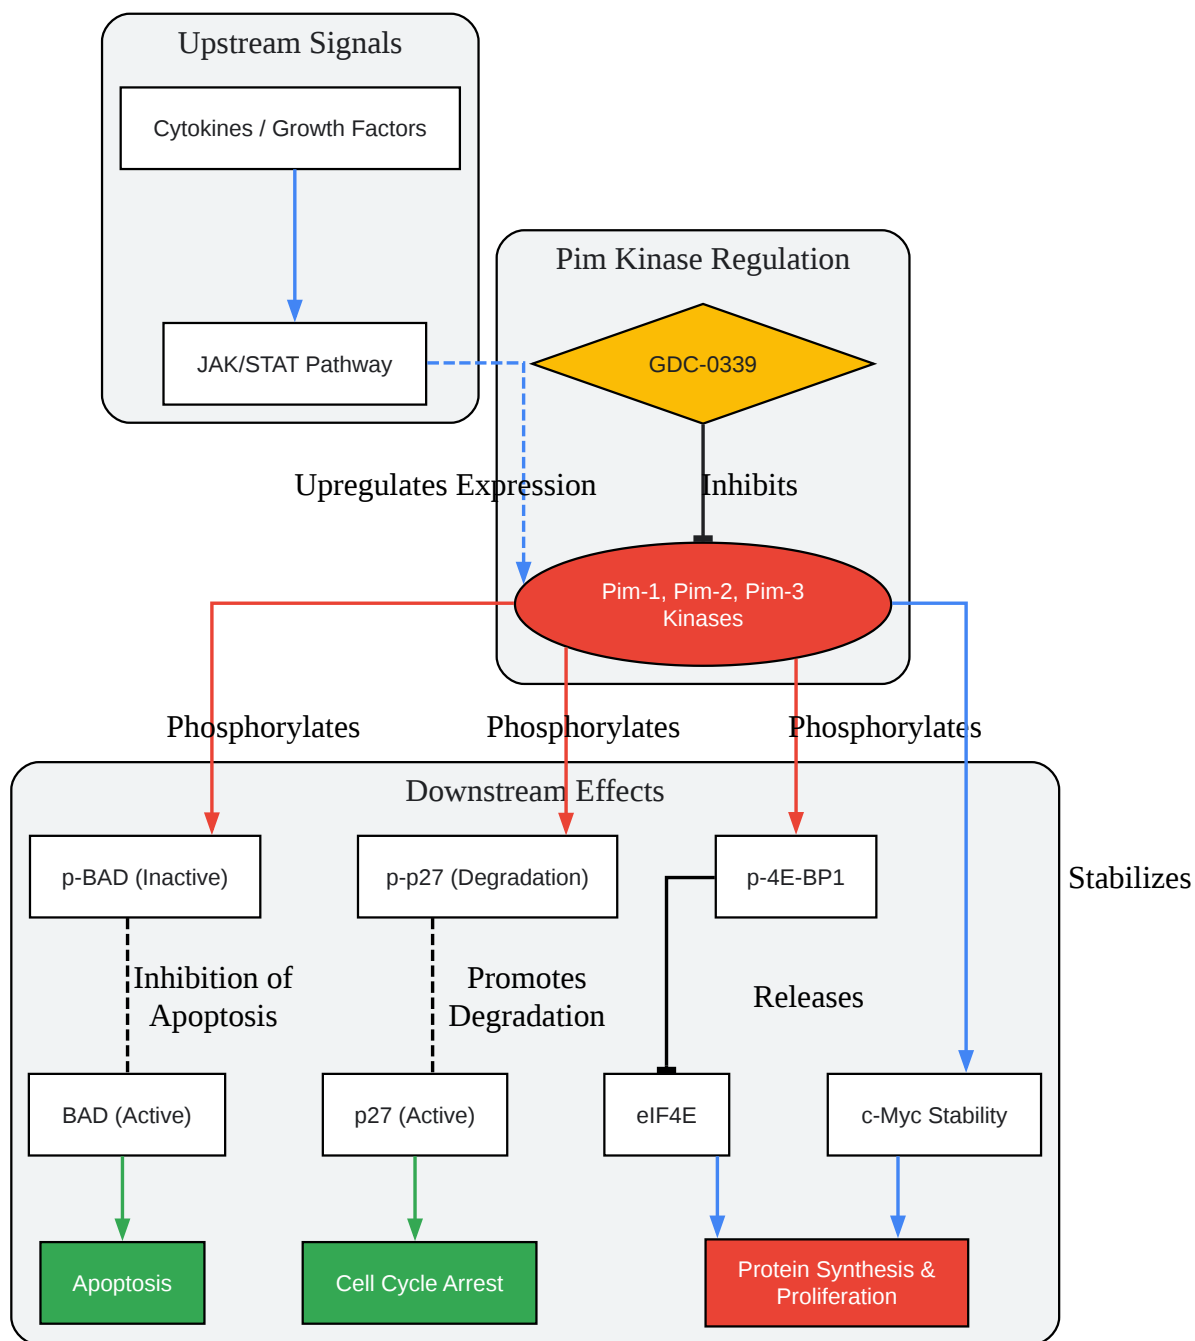 Upstream Signals
Cytokines / Growth Factors
JAK/STAT Pathway
Pim Kinase Regulation
GDC-0339
Upregulates Expression
Inhibits
Pim-1, Pim-2, Pim-3
Kinases
Phosphorylates
Phosphorylates
Phosphorylates
Downstream Effects
p-BAD (Inactive)
p-p27 (Degradation)
p-4E-BP1
Stabilizes
Inhibition of
Apoptosis
Promotes
Degradation
Releases
BAD (Active)
p27 (Active)
eIF4E
c-Myc Stability
Apoptosis
Cell Cycle Arrest
Protein Synthesis &
Proliferation